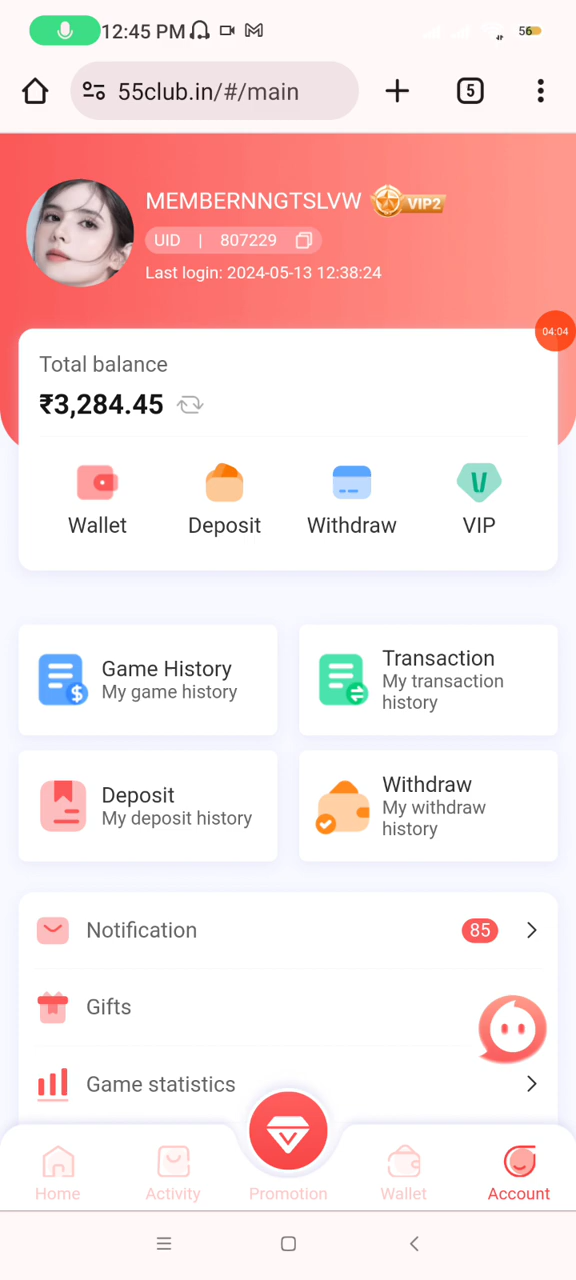 12:45 PM
56
55club.in/#/main
5
MEMBERNNGTSLVW
VIP2
UID | 807229
Last login: 2024-05-13 12:38:24
04:04
Total balance
₹3,284.45
Wallet
Deposit
Withdraw
VIP
Game History
My game history
Transaction
My transaction
history
Deposit
My deposit history
Withdraw
My withdraw
history
Notification
85
Gifts
Game statistics
Home
Activity
Promotion
Wallet
Account